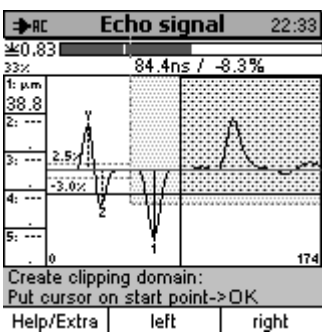 RC Echo signal 22:33
0.83
33% 84.4ns / -8.3%
1: µm
38.8
2: ---
.
3: --- 2.5%
.
-3.0%
4: ---
.
2
5: ---
1
. 0 174
Create clipping domain:
Put cursor on start point->OK
Help/Extra left right